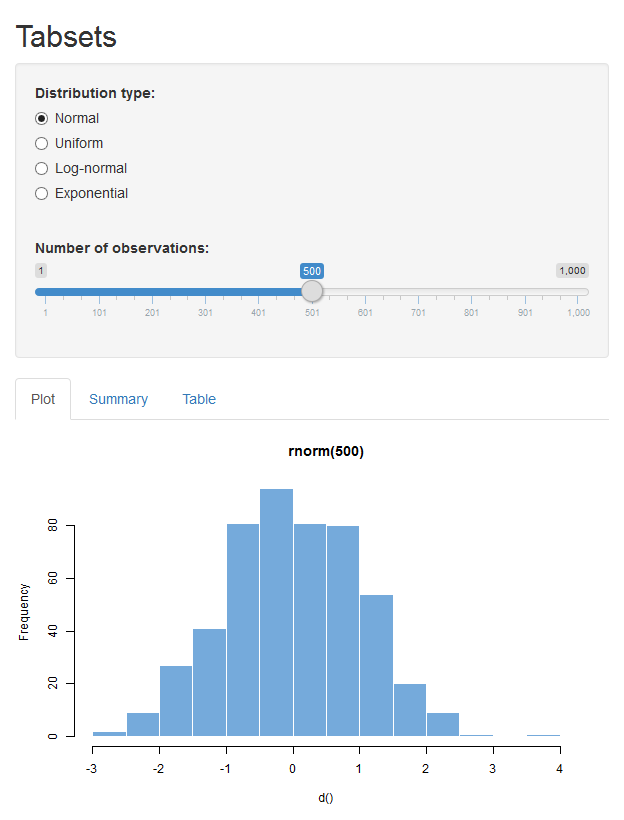 Tabsets
Distribution type:
Normal
Uniform
Log-normal
Exponential
Number of observations:
1 500 1,000
1 101 201 301 401 501 601 701 801 901 1,000
Plot Summary Table
rnorm(500)
Frequency
80
60
40
20
0
-3 -2 -1 0 1 2 3 4
d()